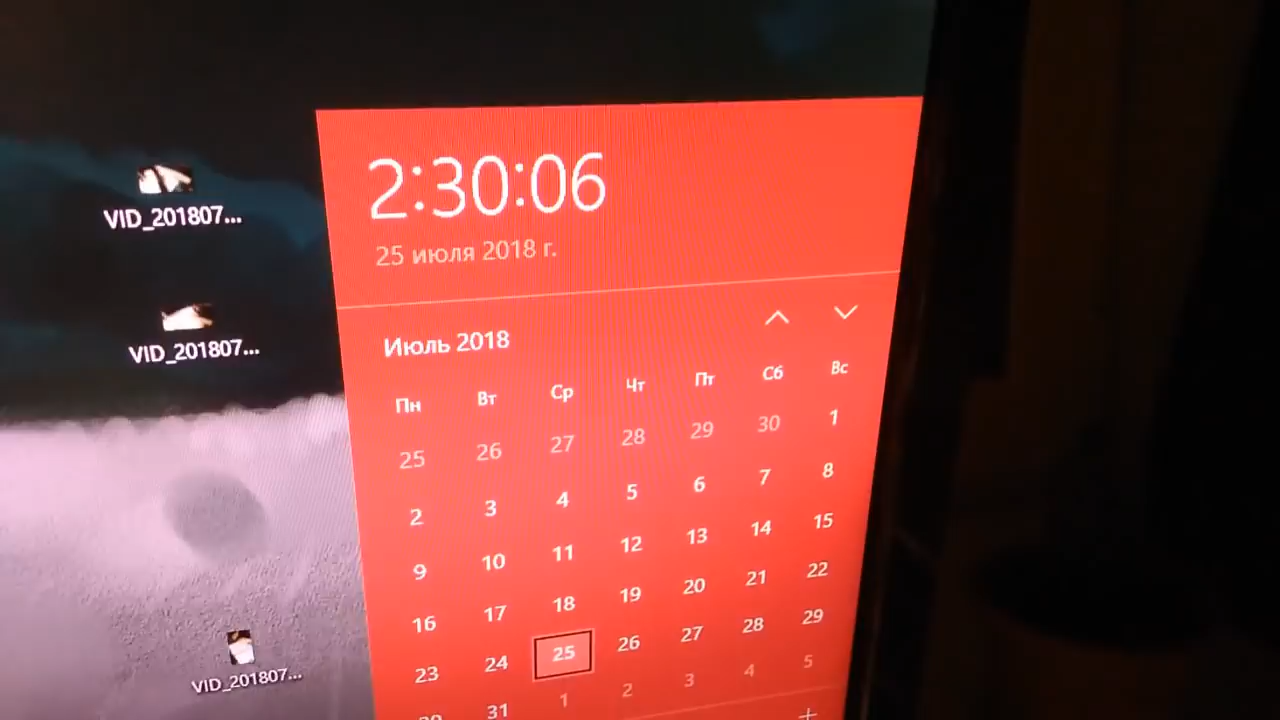 VID_201807...
VID_201807...
VID_201807...
2:30:06
25 июля 2018 г.
Июль 2018
Пн Вт Ср Чт Пт Сб Вс
25 26 27 28 29 30 1
2 3 4 5 6 7 8
9 10 11 12 13 14 15
16 17 18 19 20 21 22
23 24 25 26 27 28 29
30 31 1 2 3 4 5